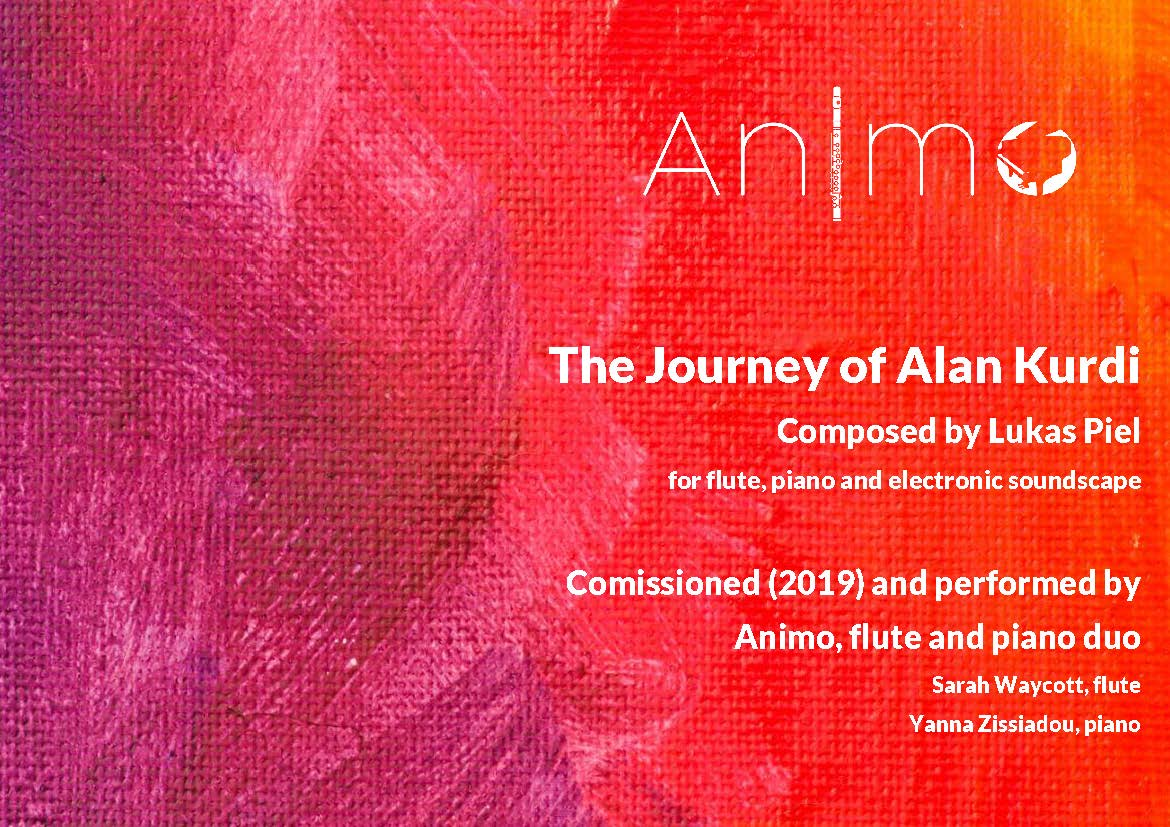 Animo
The Journey of Alan Kurdi
Composed by Lukas Piel
for flute, piano and electronic soundscape
Comissioned (2019) and performed by
Animo, flute and piano duo
Sarah Waycott, flute
Yanna Zissiadou, piano